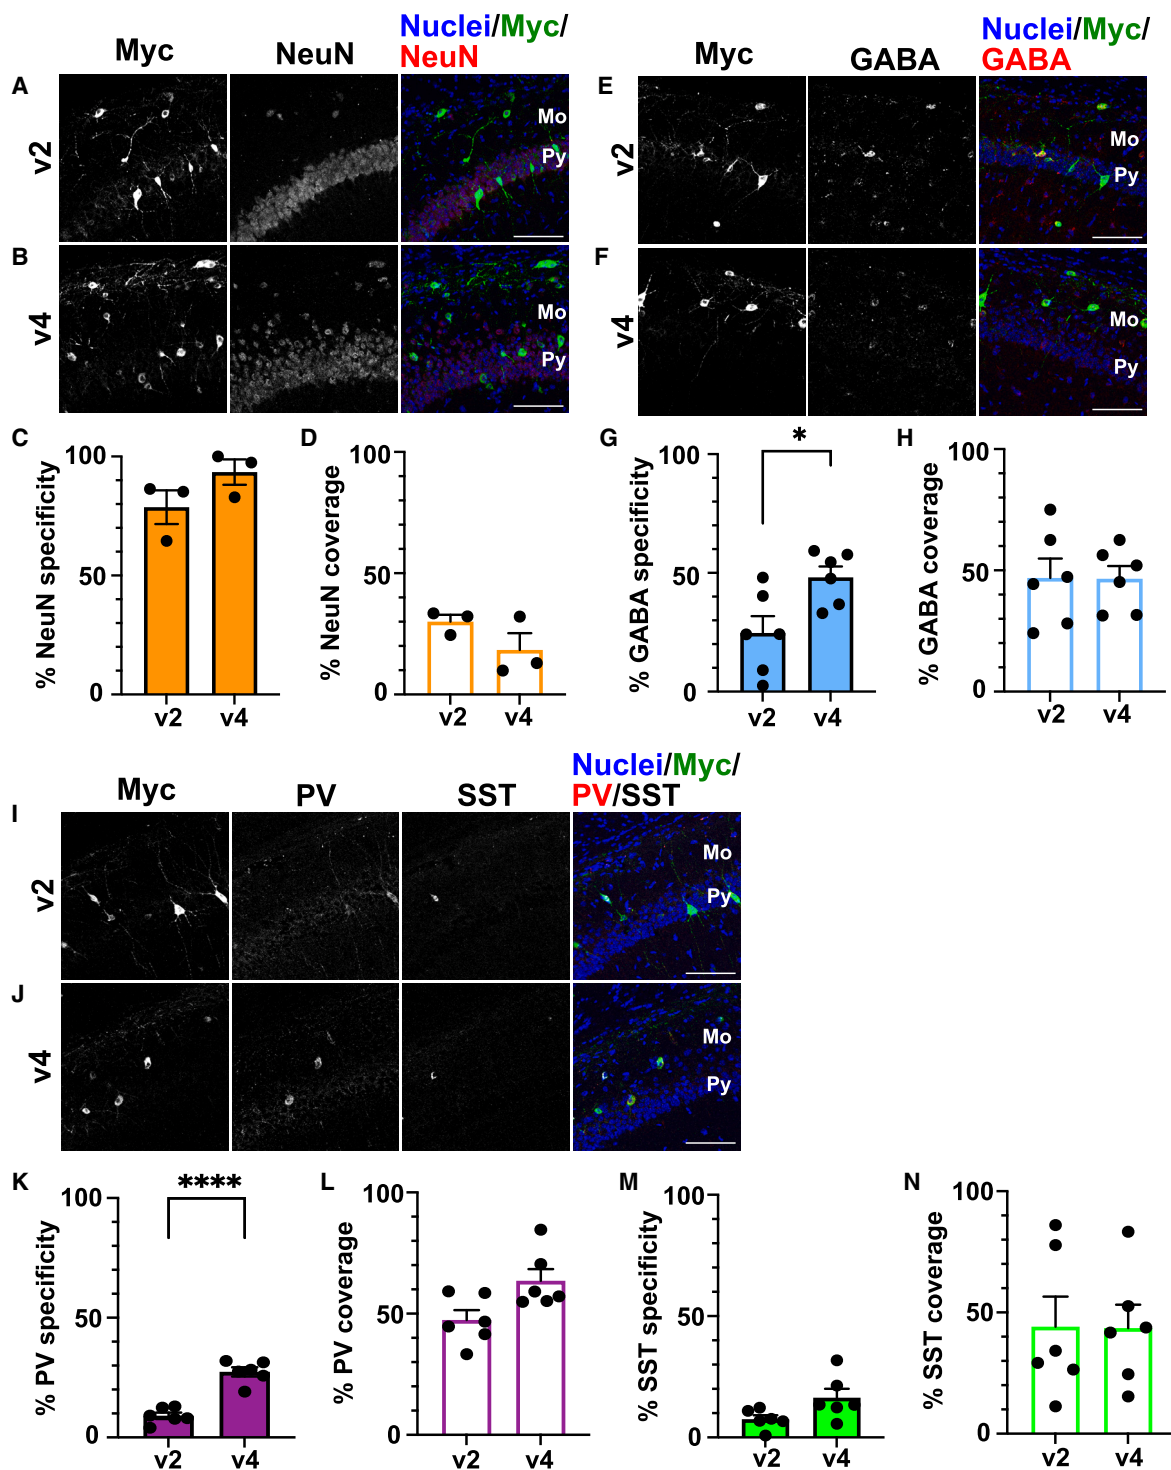 Myc
NeuN
Nuclei/Myc/
NeuN
Myc
GABA
Nuclei/Myc/
GABA
A
v2
Mo
Py
E
v2
Mo
Py
B
v4
Mo
Py
F
v4
Mo
Py
C
% NeuN specificity
100
50
0
v2
v4
D
% NeuN coverage
100
50
0
v2
v4
G
% GABA specificity
100
50
0
*
v2
v4
H
% GABA coverage
100
50
0
v2
v4
Myc
PV
SST
Nuclei/Myc/
PV/SST
I
v2
Mo
Py
J
v4
Mo
Py
K
% PV specificity
100
50
0
****
v2
v4
L
% PV coverage
100
50
0
v2
v4
M
% SST specificity
100
50
0
v2
v4
N
% SST coverage
100
50
0
v2
v4